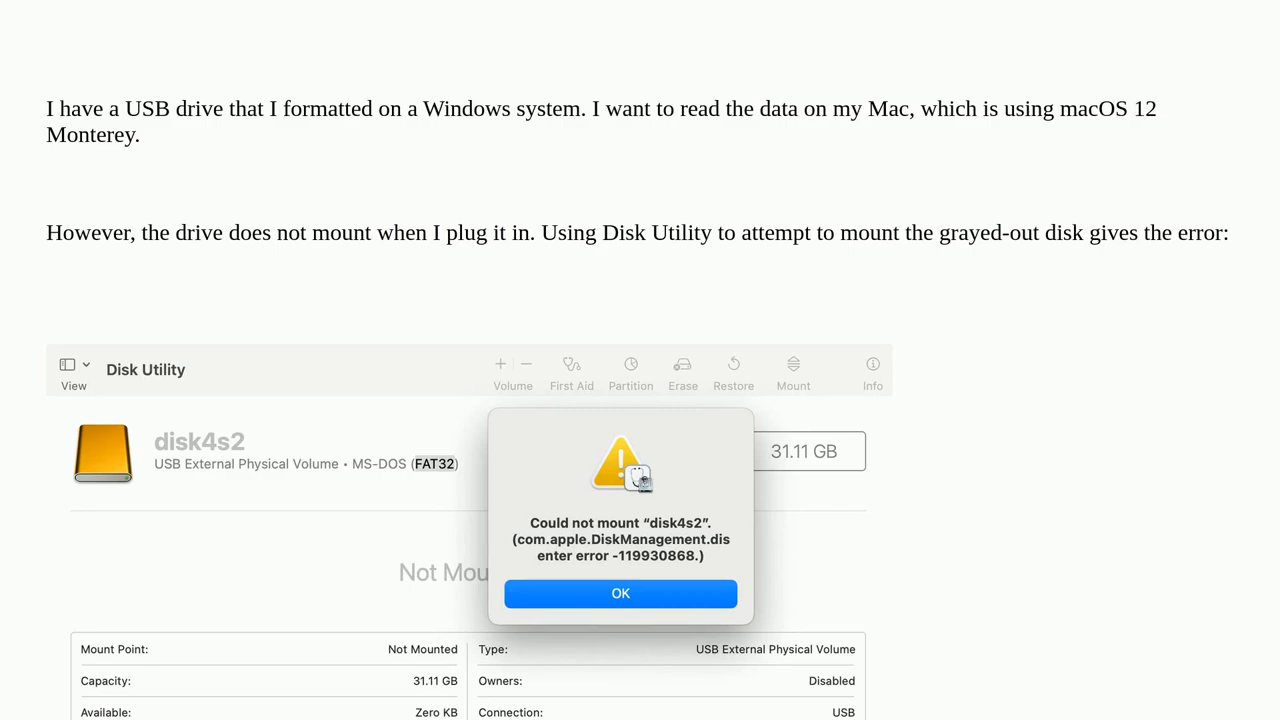 I have a USB drive that I formatted on a Windows system. I want to read the data on my Mac, which is using macOS 12
Monterey.
However, the drive does not mount when I plug it in. Using Disk Utility to attempt to mount the grayed-out disk gives the error:
Disk Utility
View
Volume First Aid Partition Erase Restore Mount Info
disk4s2
USB External Physical Volume • MS-DOS (FAT32)
31.11 GB
Could not mount “disk4s2”.
(com.apple.DiskManagement.dis
enter error -119930868.)
Not Mou
OK
Mount Point: Not Mounted Type: USB External Physical Volume
Capacity: 31.11 GB Owners: Disabled
Available: Zero KB Connection: USB